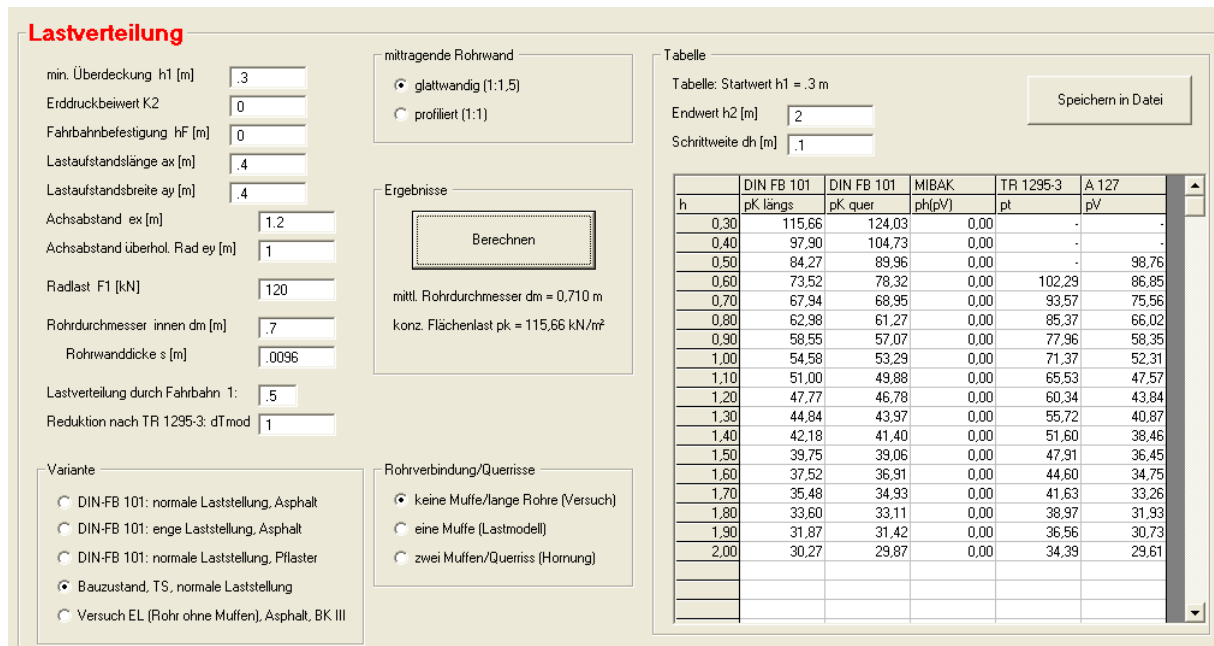 Lastverteilung
min. Überdeckung h1 [m] .3
Erddruckbeiwert K2 0
Fahrbahnbefestigung hF [m] 0
Lastaufstandslänge ax [m] .4
Lastaufstandsbreite ay [m] .4
Achsabstand ex [m] 1.2
Achsabstand überhol. Rad ey [m] 1
Radlast F1 [kN] 120
Rohrdurchmesser innen dm [m] .7
Rohrwanddicke s [m] .0096
Lastverteilung durch Fahrbahn 1: .5
Reduktion nach TR 1295-3: dTmod 1
Variante
DIN-FB 101: normale Laststellung, Asphalt
DIN-FB 101: enge Laststellung, Asphalt
DIN-FB 101: normale Laststellung, Pflaster
Bauzustand, TS, normale Laststellung
Versuch EL (Rohr ohne Muffen), Asphalt, BK III
mittragende Rohrwand
glattwandig (1:1,5)
profiliert (1:1)
Ergebnisse
Berechnen
mittl. Rohrdurchmesser dm = 0,710 m
konz. Flächenlast pk = 115,66 kN/m²
Rohrverbindung/Querrisse
keine Muffe/lange Rohre (Versuch)
eine Muffe (Lastmodell)
zwei Muffen/Querriss (Hornung)
Tabelle
Tabelle: Startwert h1 = .3 m
Endwert h2 [m] 2
Schrittweite dh [m] .1
Speichern in Datei
DIN FB 101 DIN FB 101 MIBAK TR 1295-3 A 127
h pK längs pK quer ph(pV) pt pV
0,30 115,66 124,03 0,00 - -
0,40 97,90 104,73 0,00 - -
0,50 84,27 89,96 0,00 - 98,76
0,60 73,52 78,32 0,00 102,29 86,85
0,70 67,94 68,95 0,00 93,57 75,56
0,80 62,98 61,27 0,00 85,37 66,02
0,90 58,55 57,07 0,00 77,96 58,35
1,00 54,58 53,29 0,00 71,37 52,31
1,10 51,00 49,88 0,00 65,53 47,57
1,20 47,77 46,78 0,00 60,34 43,84
1,30 44,84 43,97 0,00 55,72 40,87
1,40 42,18 41,40 0,00 51,60 38,46
1,50 39,75 39,06 0,00 47,91 36,45
1,60 37,52 36,91 0,00 44,60 34,75
1,70 35,48 34,93 0,00 41,63 33,26
1,80 33,60 33,11 0,00 38,97 31,93
1,90 31,87 31,42 0,00 36,56 30,73
2,00 30,27 29,87 0,00 34,39 29,61